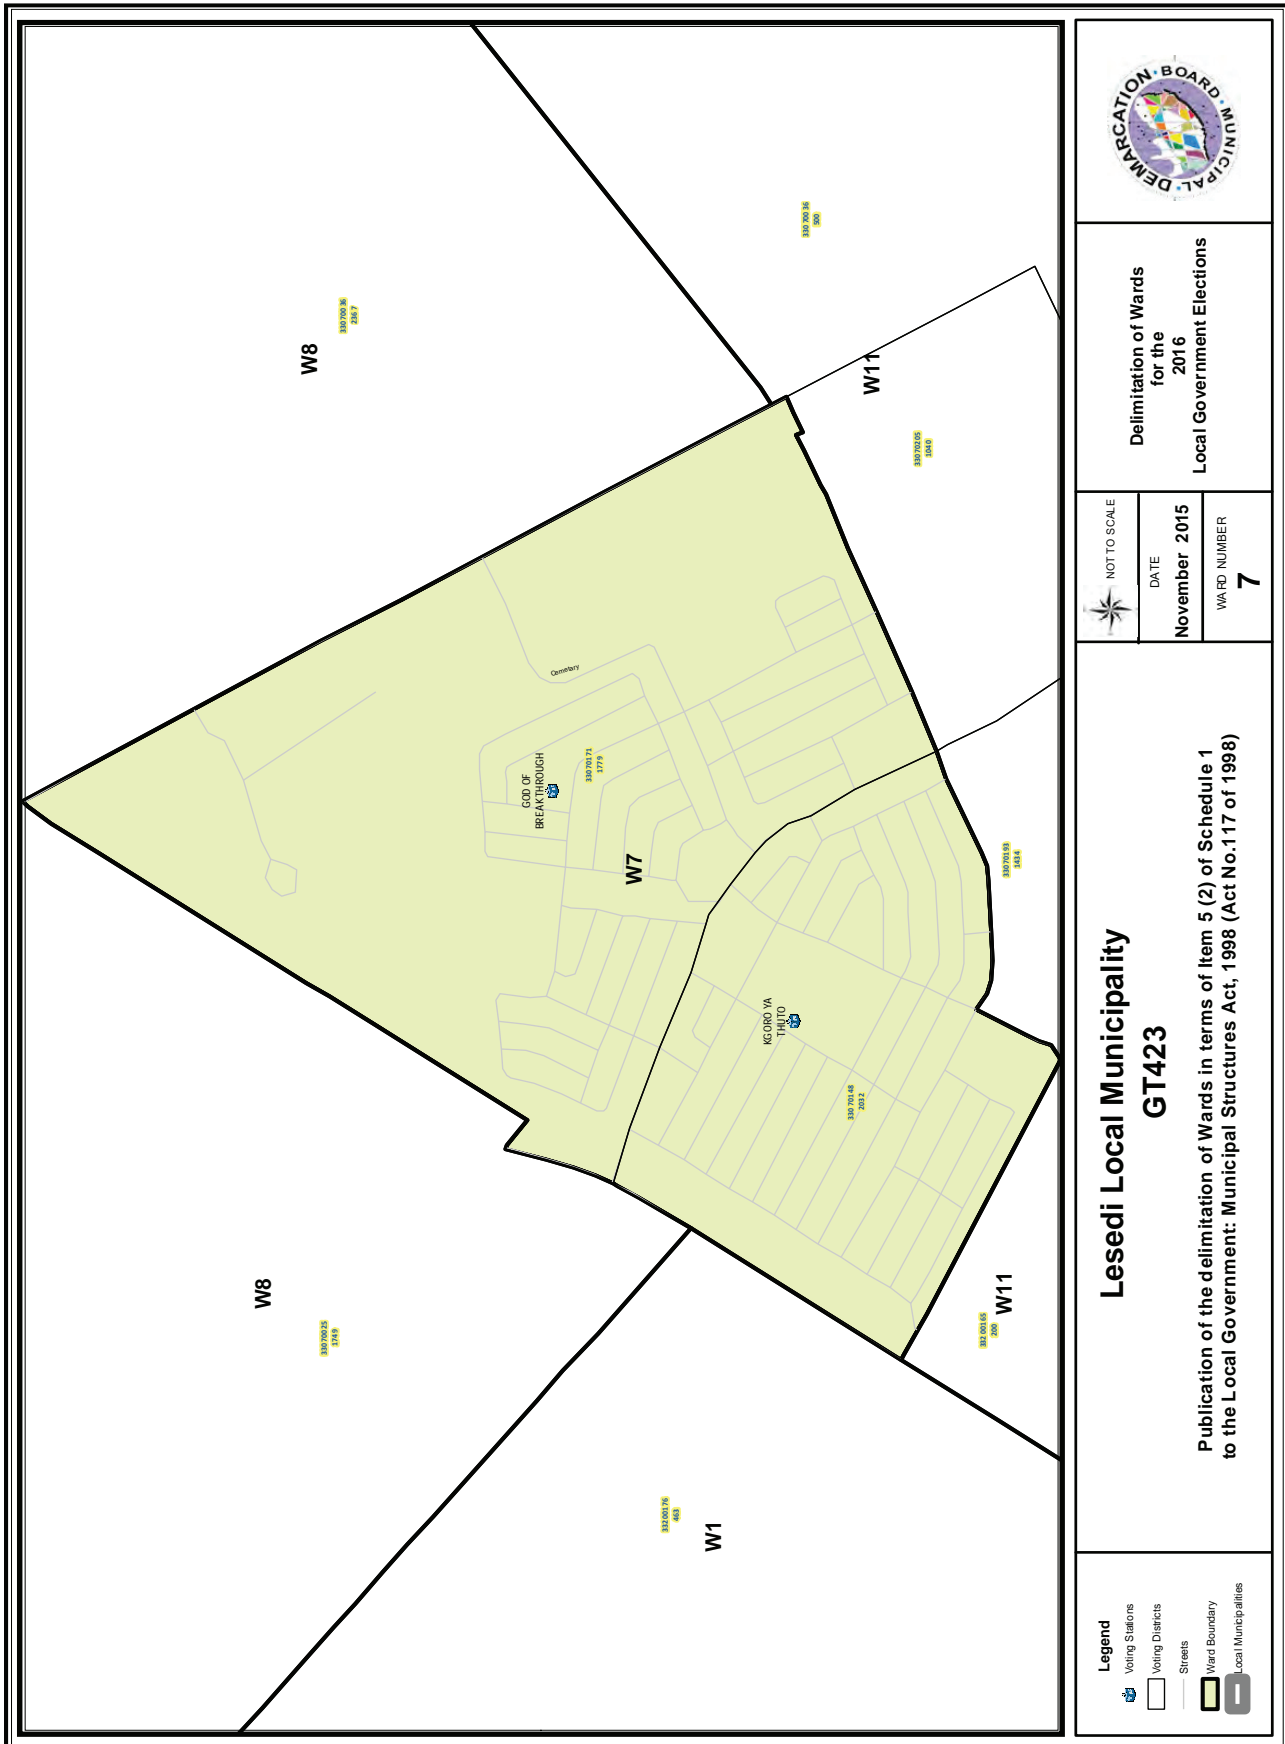 W8
33070036
2367
33070036
500
W11
33070205
1040
Cemetary
GOD OF
BREAKTHROUGH
33070171
1779
W7
33070193
1434
KGORO YA
THUTO
33070148
2032
W8
33070025
1749
W11
33200165
200
33200176
463
W1
Legend
Voting Stations
Voting Districts
Streets
Ward Boundary
Local Municipalities
Lesedi Local Municipality
GT423
Publication of the delimitation of Wards in terms of Item 5 (2) of Schedule 1
to the Local Government: Municipal Structures Act, 1998 (Act No.117 of 1998)
NOT TO SCALE
DATE
November 2015
WARD NUMBER
7
Delimitation of Wards
for the
2016
Local Government Elections
MUNICIPAL DEMARCATION BOARD